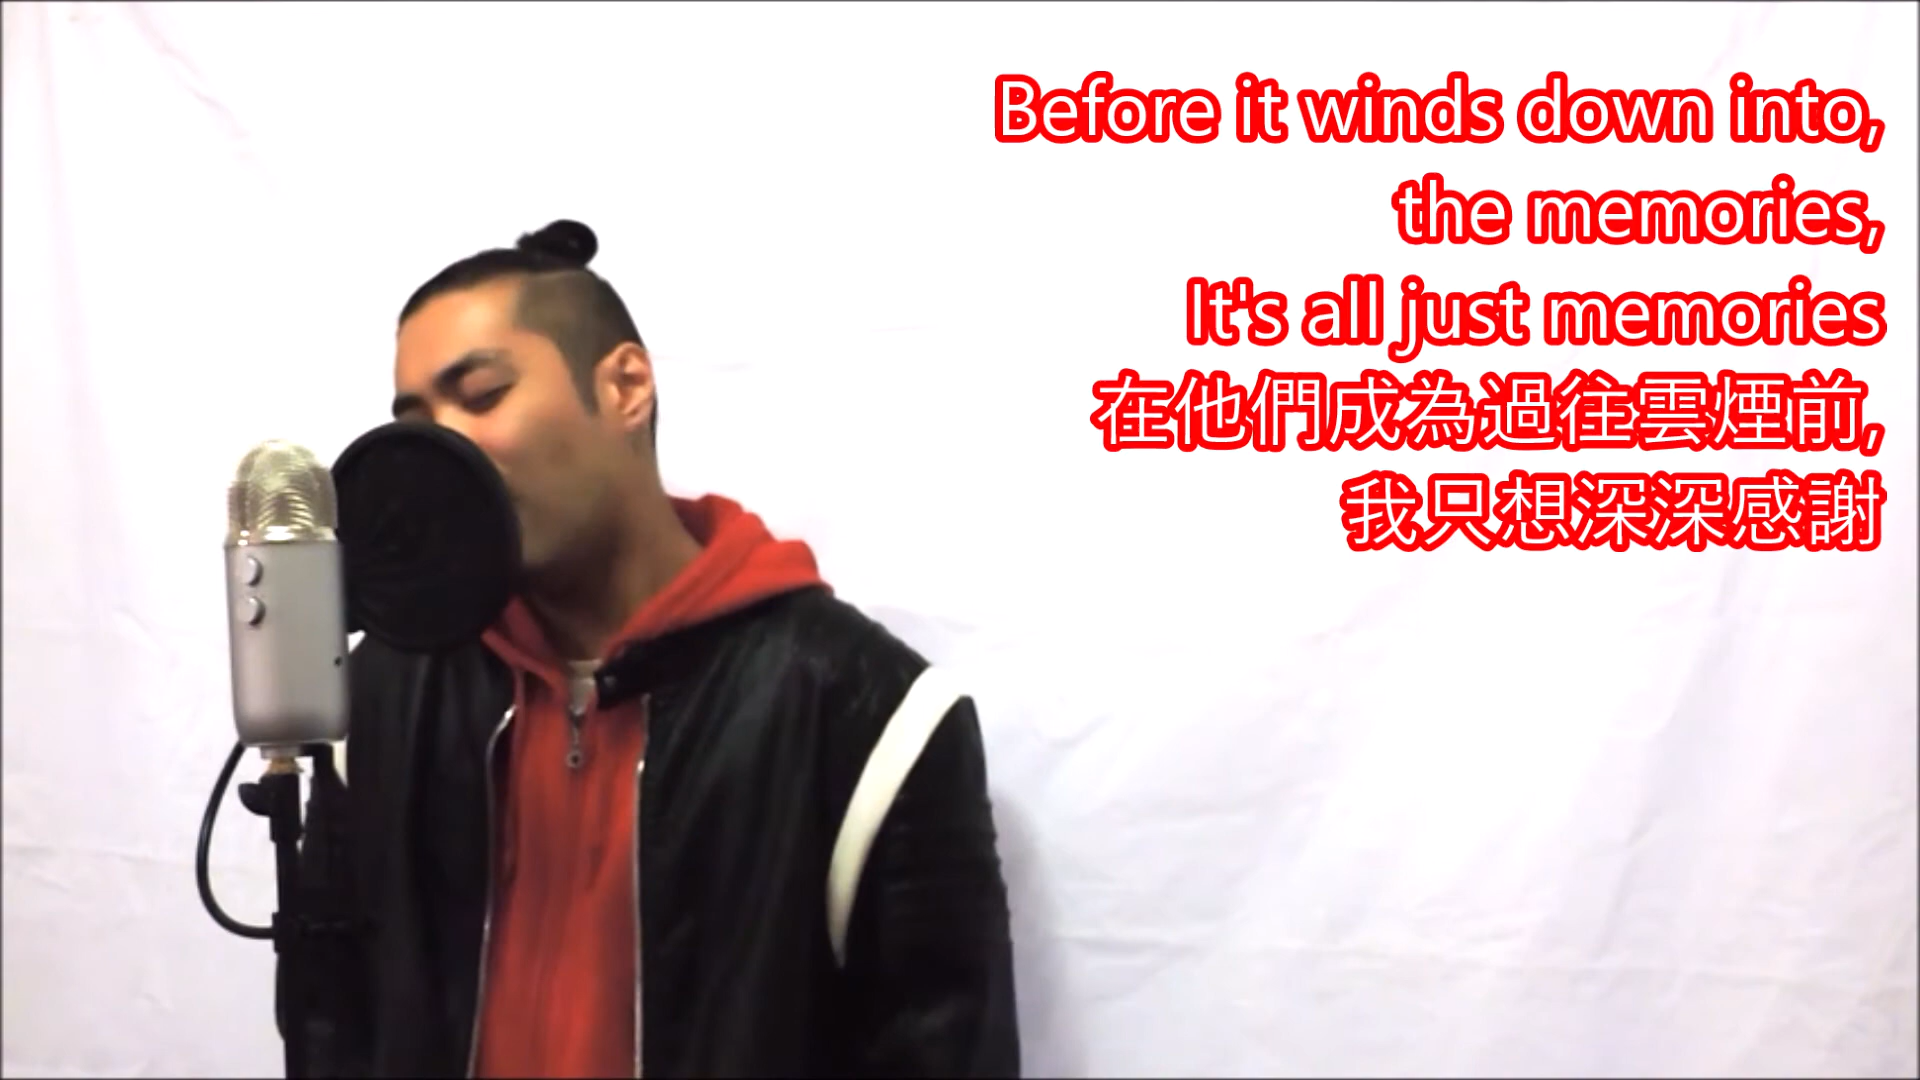 Before it winds down into,
the memories,
It's all just memories
在他們成為過往雲煙前,
我只想深深感謝